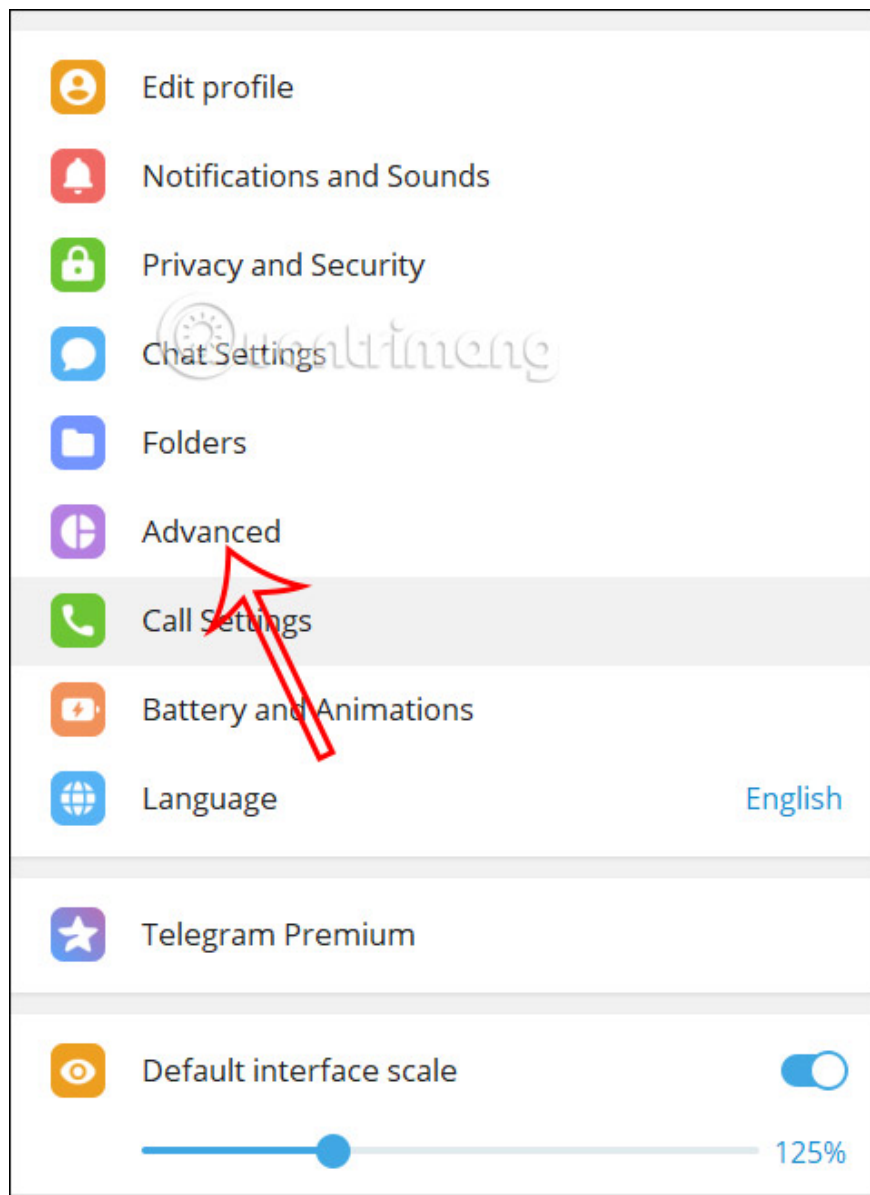 Edit profile
Notifications and Sounds
Privacy and Security
Quantrimang
Chat Settings
Folders
Advanced
Call Settings
Battery and Animations
Language English
Telegram Premium
Default interface scale
125%